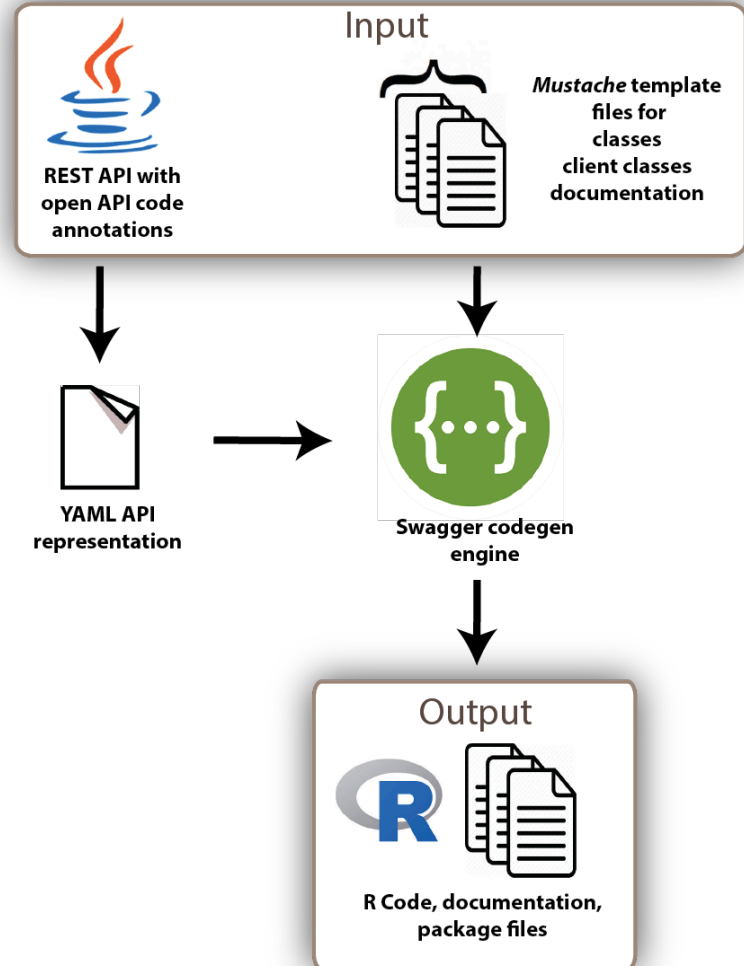 Input
REST API with
open API code
annotations
Mustache template
files for
classes
client classes
documentation
YAML API
representation
{...}
Swagger codegen
engine
Output
R
R Code, documentation,
package files